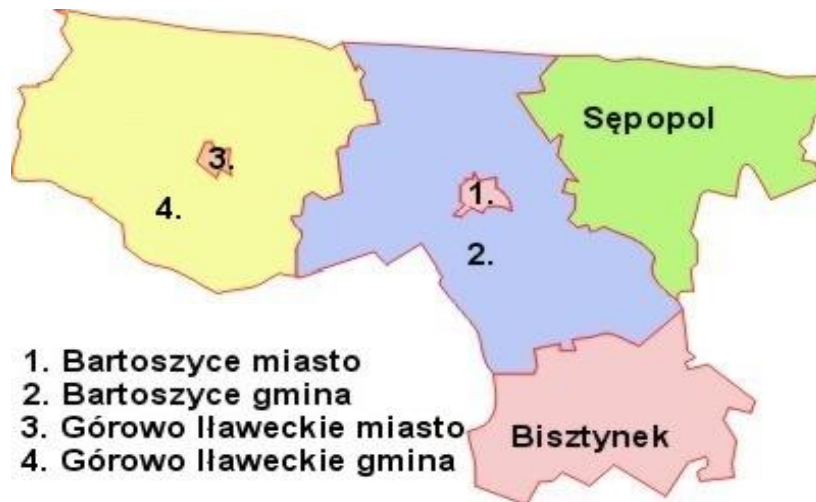 Sępopol
3.
1.
4.
2.
1. Bartoszyce miasto
2. Bartoszyce gmina
3. Górowo Iławeckie miasto
4. Górowo Iławeckie gmina
Bisztynek